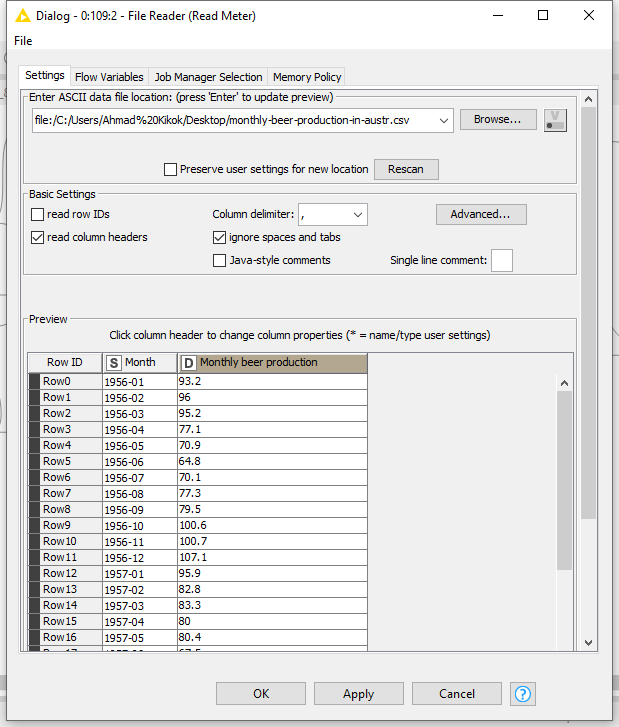 Dialog - 0:109:2 - File Reader (Read Meter)
File
Settings Flow Variables Job Manager Selection Memory Policy
Enter ASCII data file location: (press 'Enter' to update preview)
file:/C:/Users/Ahmad%20Kikok/Desktop/monthly-beer-production-in-austr.csv Browse... V
Preserve user settings for new location Rescan
Basic Settings
read row IDs Column delimiter: , Advanced...
read column headers ignore spaces and tabs
Java-style comments Single line comment:
Preview
Click column header to change column properties (* = name/type user settings)
Row ID S Month D Monthly beer production
Row0 1956-01 93.2
Row1 1956-02 96
Row2 1956-03 95.2
Row3 1956-04 77.1
Row4 1956-05 70.9
Row5 1956-06 64.8
Row6 1956-07 70.1
Row7 1956-08 77.3
Row8 1956-09 79.5
Row9 1956-10 100.6
Row10 1956-11 100.7
Row11 1956-12 107.1
Row12 1957-01 95.9
Row13 1957-02 82.8
Row14 1957-03 83.3
Row15 1957-04 80
Row16 1957-05 80.4
OK Apply Cancel ?